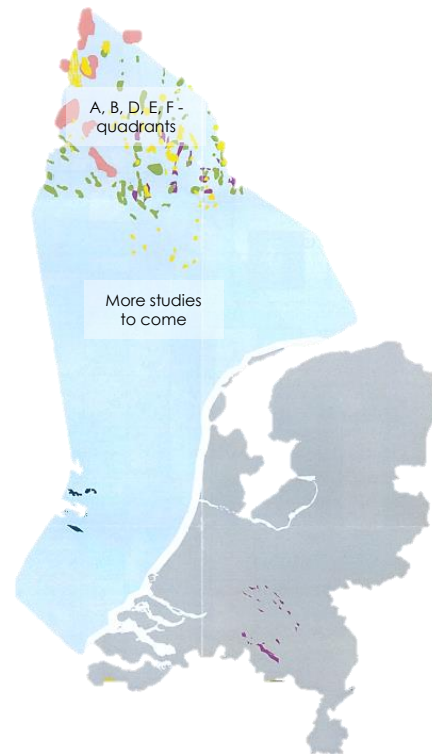 A, B, D, E, F -
quadrants
More studies
to come